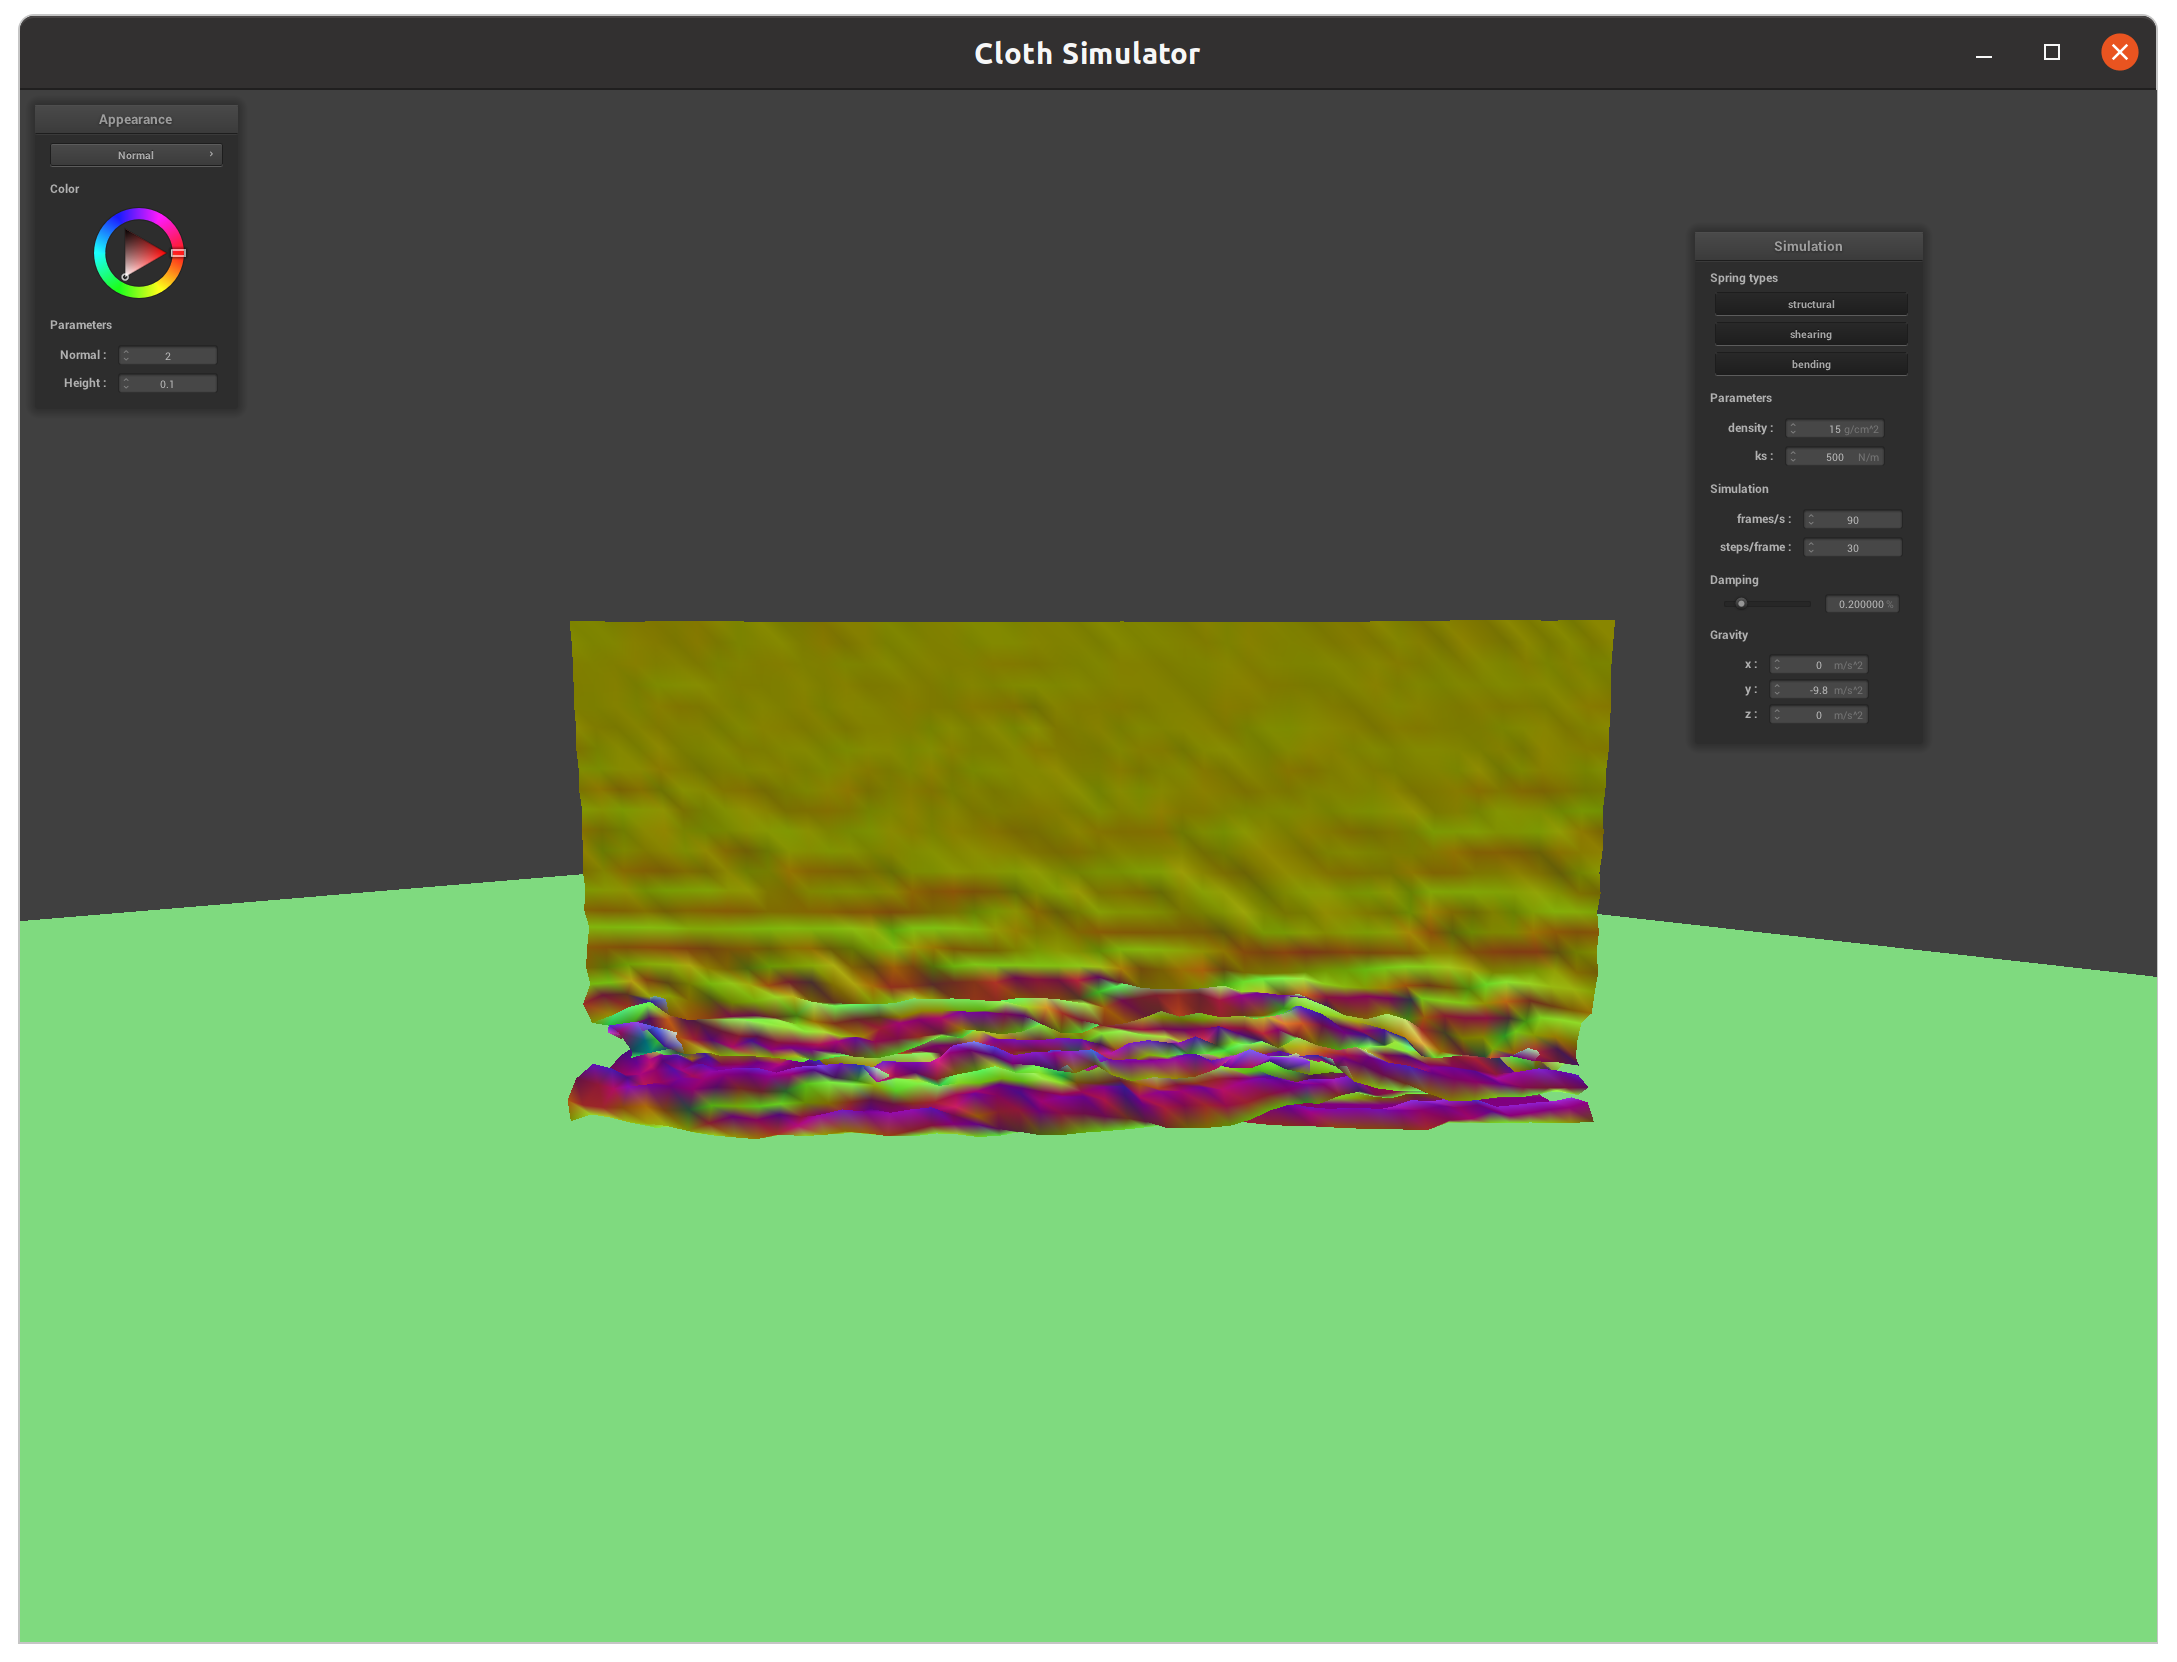 Cloth Simulator
Appearance
Normal
Color
Parameters
Normal : 2
Height : 0.1
Simulation
Spring types
structural
shearing
bending
Parameters
density : 15 g/cm^2
ks : 500 N/m
Simulation
frames/s : 90
steps/frame : 30
Damping
0.200000 %
Gravity
x : 0 m/s^2
y : -9.8 m/s^2
z : 0 m/s^2